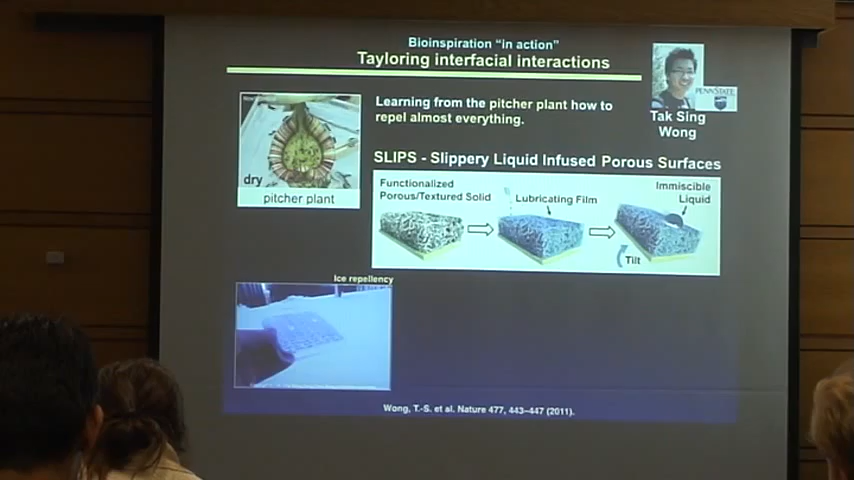 Bioinspiration "in action"
Tayloring interfacial interactions
PENNSTATE
Tak Sing
Wong
Learning from the pitcher plant how to
repel almost everything.
SLIPS - Slippery Liquid Infused Porous Surfaces
dry
pitcher plant
Functionalized
Porous/Textured Solid
Lubricating Film
Immiscible
Liquid
Tilt
Ice repellency
Wong, T.-S. et al. Nature 477, 443–447 (2011).